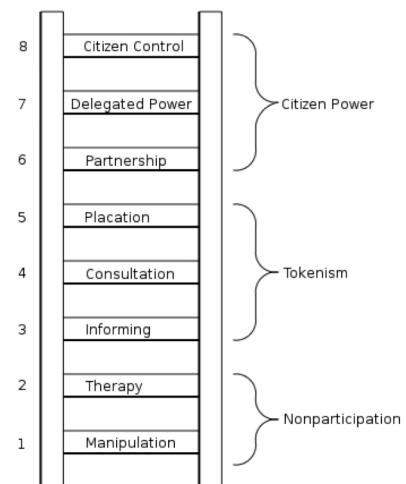 8 Citizen Control
7 Delegated Power Citizen Power
6 Partnership
5 Placation
4 Consultation Tokenism
3 Informing
2 Therapy
Nonparticipation
1 Manipulation